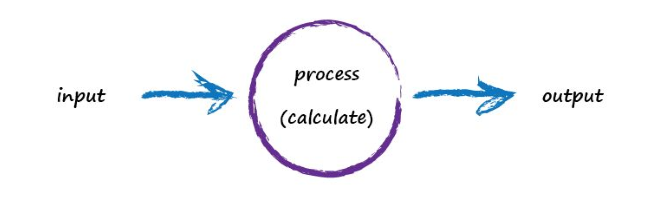 input
process
(calculate)
output